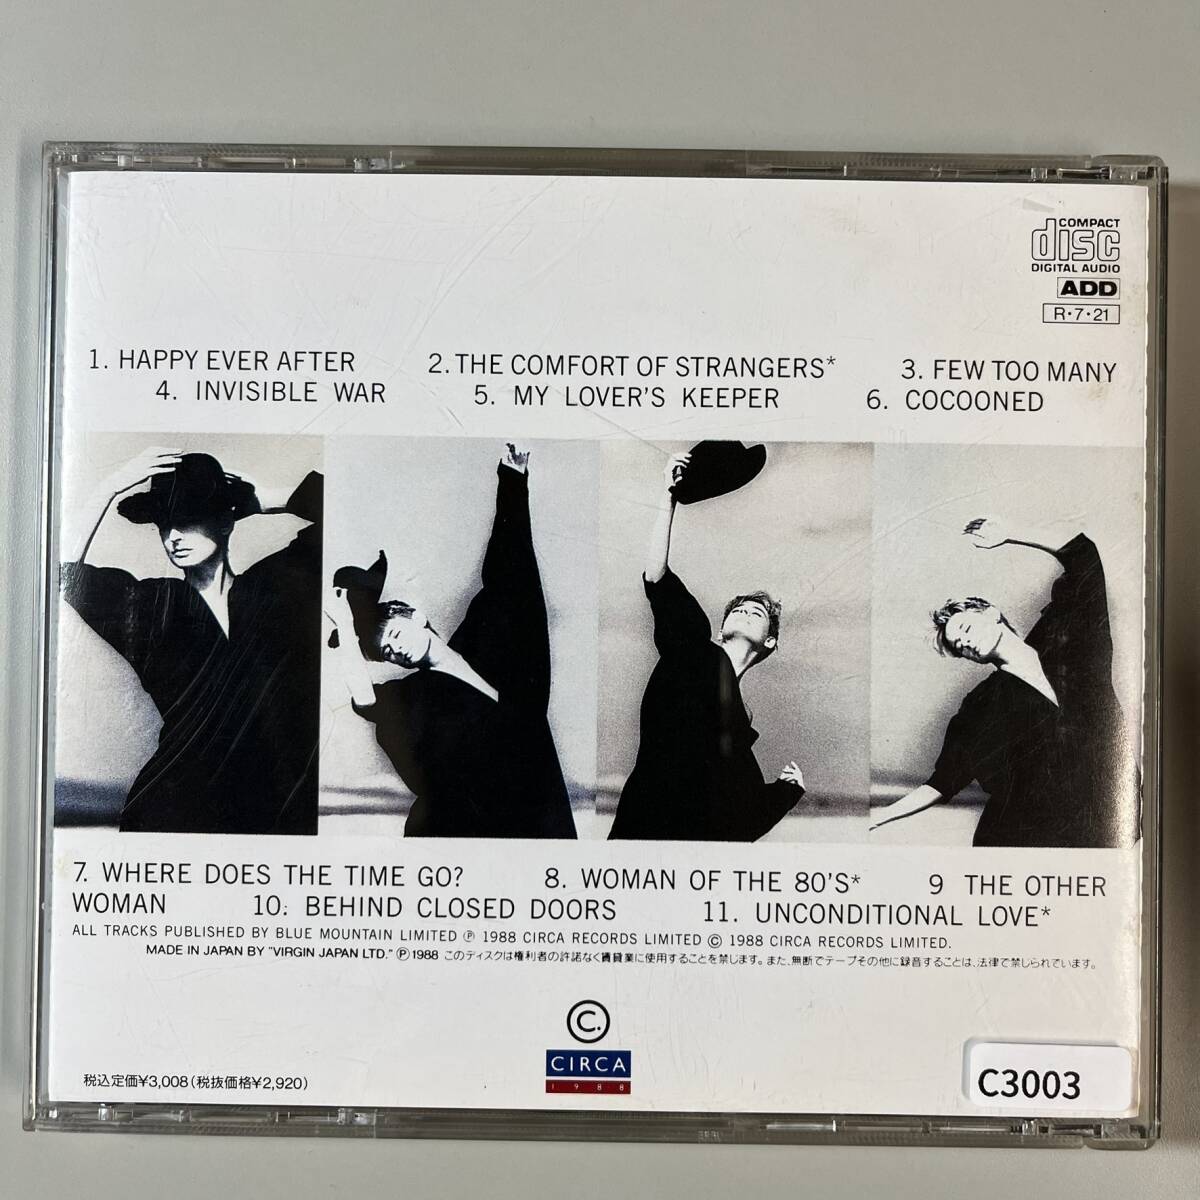 COMPACT
disc
DIGITAL AUDIO
ADD
R・7・21
1. HAPPY EVER AFTER 2. THE COMFORT OF STRANGERS* 3. FEW TOO MANY
4. INVISIBLE WAR 5. MY LOVER'S KEEPER 6. COCOONED
7. WHERE DOES THE TIME GO? 8. WOMAN OF THE 80'S* 9 THE OTHER
WOMAN 10: BEHIND CLOSED DOORS 11. UNCONDITIONAL LOVE*
ALL TRACKS PUBLISHED BY BLUE MOUNTAIN LIMITED Ⓟ 1988 CIRCA RECORDS LIMITED © 1988 CIRCA RECORDS LIMITED.
MADE IN JAPAN BY "VIRGIN JAPAN LTD." Ⓟ1988 このディスクは権利者の許諾なく賃貸業に使用することを禁じます。また、無断でテープその他に録音することは、法律で禁じられています。
C.
CIRCA
1988
税込定価¥3,008(税抜価格¥2,920)
C3003